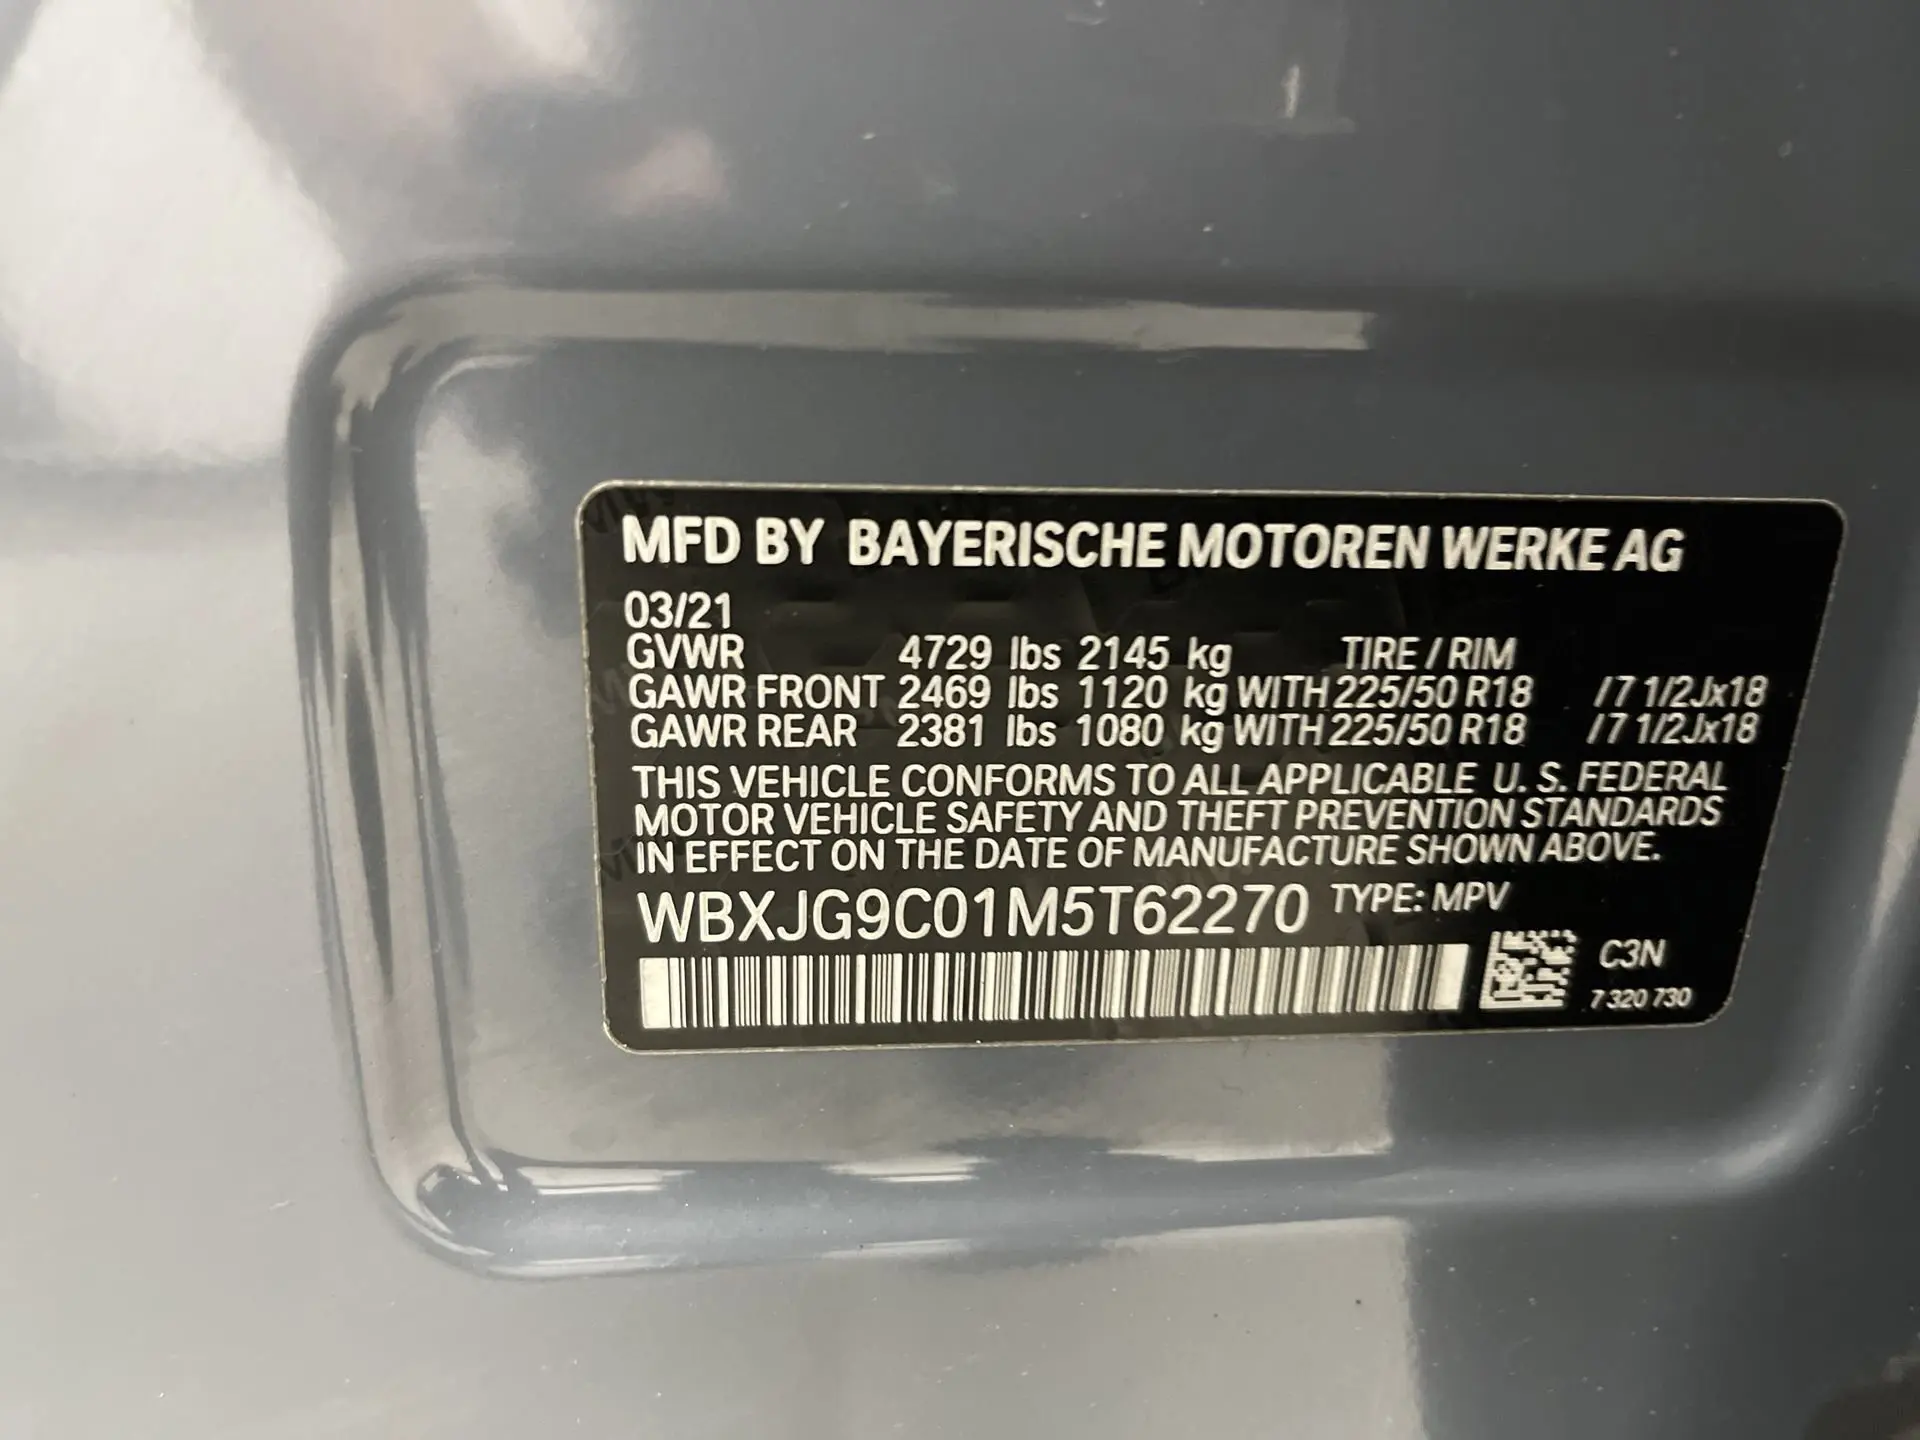 MFD BY BAYERISCHE MOTOREN WERKE AG
03/21
GVWR 4729 lbs 2145 kg TIRE / RIM
GAWR FRONT 2469 lbs 1120 kg WITH 225/50 R18 /7 1/2Jx18
GAWR REAR 2381 lbs 1080 kg WITH 225/50 R18 /7 1/2Jx18
THIS VEHICLE CONFORMS TO ALL APPLICABLE U. S. FEDERAL
MOTOR VEHICLE SAFETY AND THEFT PREVENTION STANDARDS
IN EFFECT ON THE DATE OF MANUFACTURE SHOWN ABOVE.
WBXJG9C01M5T62270 TYPE: MPV
C3N
7 320 730